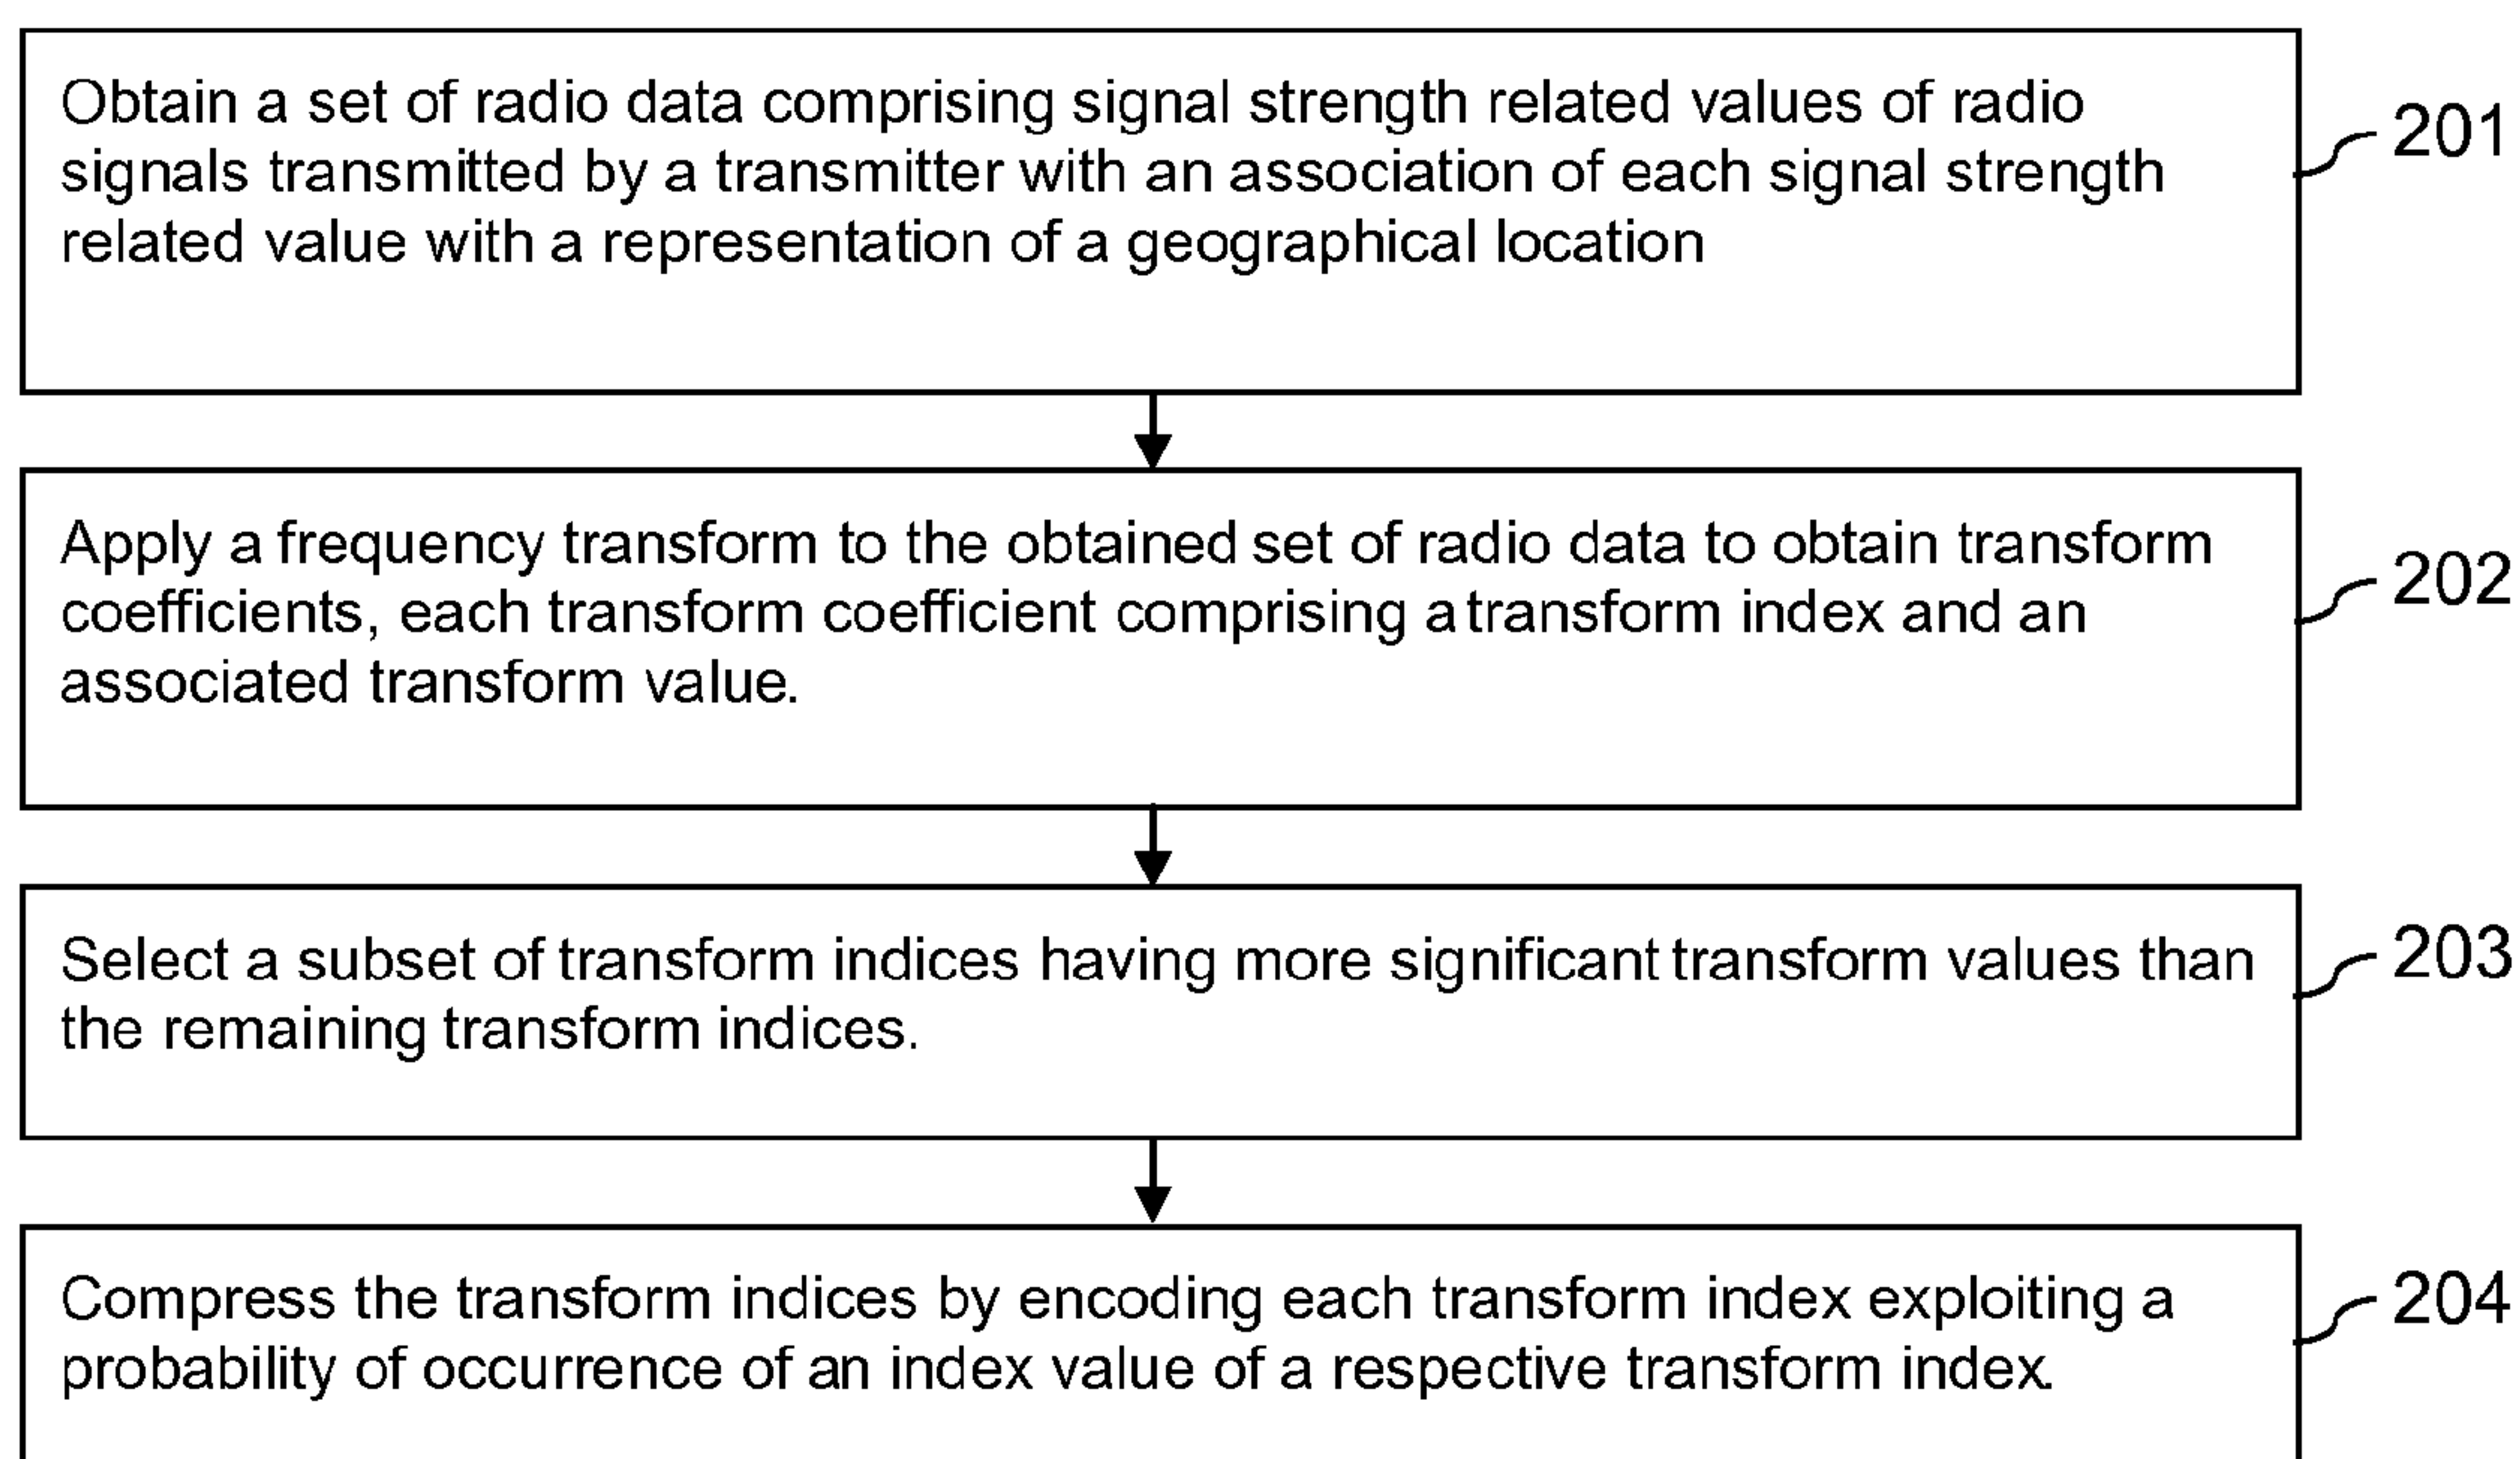 Obtain a set of radio data comprising signal strength related values of radio
signals transmitted by a transmitter with an association of each signal strength
related value with a representation of a geographical location
201
Apply a frequency transform to the obtained set of radio data to obtain transform
coefficients, each transform coefficient comprising a transform index and an
associated transform value.
202
Select a subset of transform indices having more significant transform values than
the remaining transform indices.
203
Compress the transform indices by encoding each transform index exploiting a
probability of occurrence of an index value of a respective transform index.
204